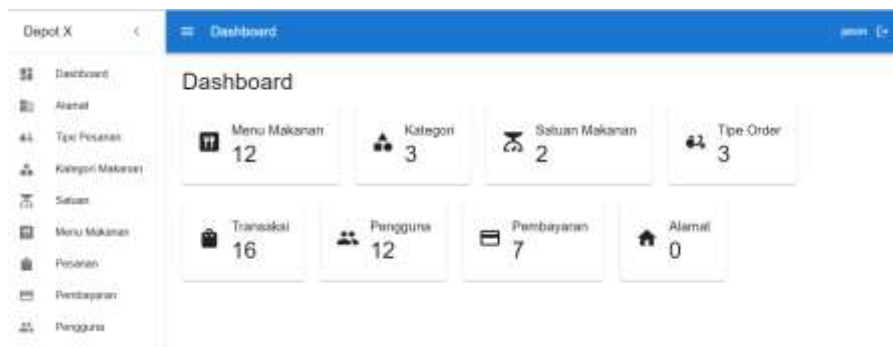 Depot X
Dashboard
Dashboard
Alamat
Tipe Pesanan
Kategori Makanan
Satuan
Menu Makanan
Pesanan
Pembayaran
Pengguna
Dashboard
Menu Makanan
12
Kategori
3
Satuan Makanan
2
Tipe Order
3
Transaksi
16
Pengguna
12
Pembayaran
7
Alamat
0